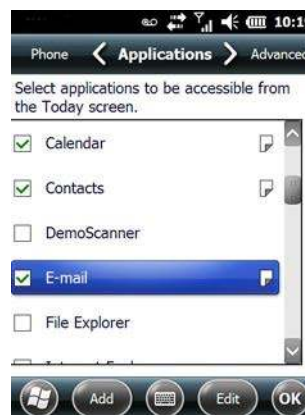 10:1
Phone Applications Advanced
Select applications to be accessible from
the Today screen.
Calendar
Contacts
DemoScanner
E-mail
File Explorer
Add Edit OK